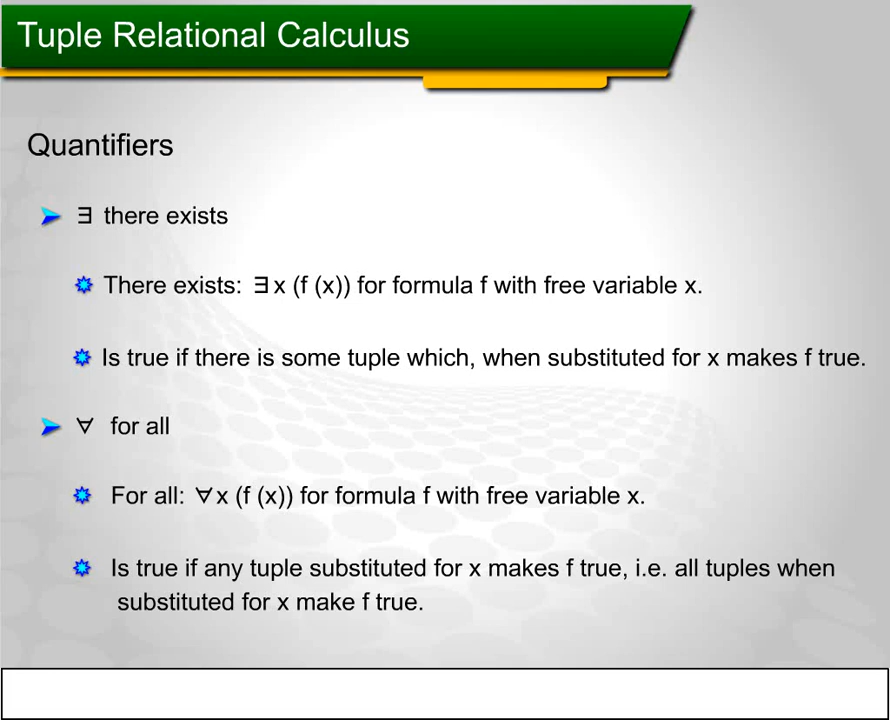 Tuple Relational Calculus
Quantifiers
∃ there exists
There exists: ∃ x (f (x)) for formula f with free variable x.
Is true if there is some tuple which, when substituted for x makes f true.
∀ for all
For all: ∀ x (f (x)) for formula f with free variable x.
Is true if any tuple substituted for x makes f true, i.e. all tuples when
substituted for x make f true.